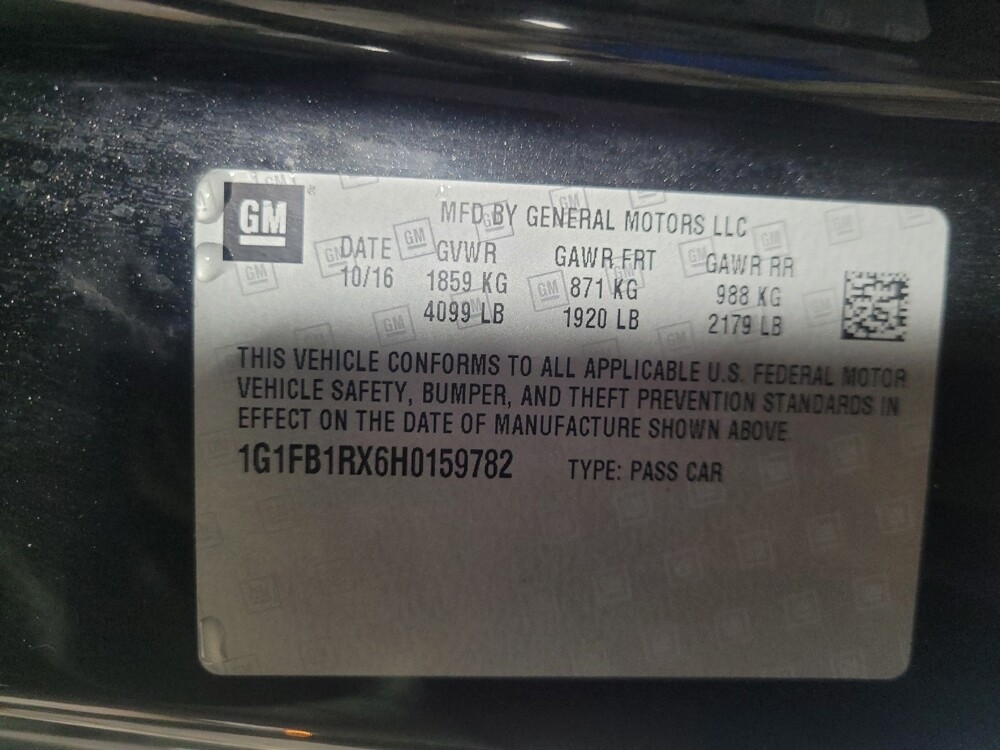 GM
MFD BY GENERAL MOTORS LLC
DATE GVWR GAWR FRT GAWR RR
10/16 1859 KG 871 KG 988 KG
4099 LB 1920 LB 2179 LB
THIS VEHICLE CONFORMS TO ALL APPLICABLE U.S. FEDERAL MOTOR
VEHICLE SAFETY, BUMPER, AND THEFT PREVENTION STANDARDS IN
EFFECT ON THE DATE OF MANUFACTURE SHOWN ABOVE.
1G1FB1RX6H0159782 TYPE: PASS CAR